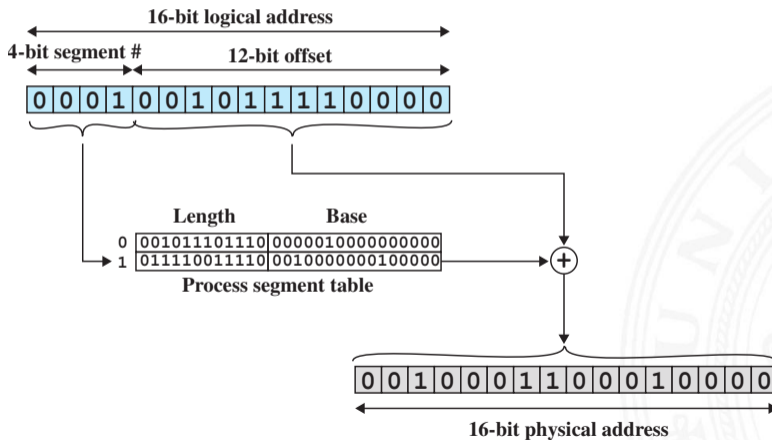 16-bit logical address
4-bit segment #
12-bit offset
0 0 0 1 0 0 1 0 1 1 1 1 0 0 0 0
Length Base
0 001011101110 0000010000000000
1 011110011110 0010000000100000
+
Process segment table
0 0 1 0 0 0 1 1 0 0 0 1 0 0 0 0
16-bit physical address
UNI